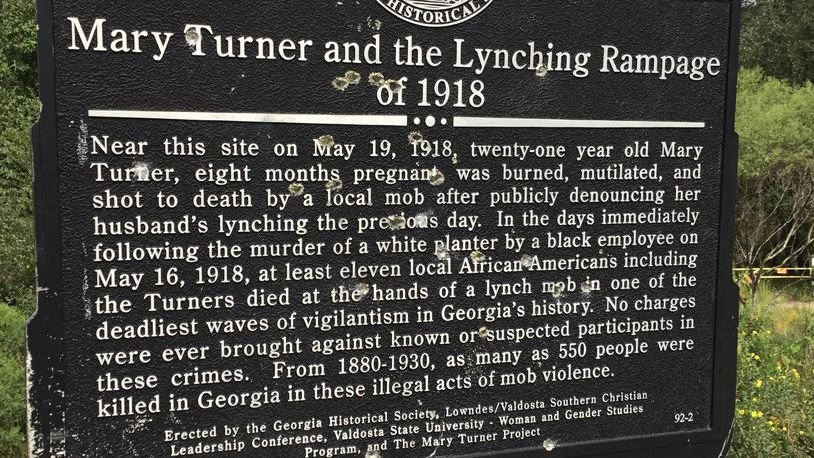 HISTORICAL
Mary Turner and the Lynching Rampage
of 1918
Near this site on May 19, 1918, twenty-one year old Mary
Turner, eight months pregnant, was burned, mutilated, and
shot to death by a local mob after publicly denouncing her
husband's lynching the previous day. In the days immediately
following the murder of a white planter by a black employee on
May 16, 1918, at least eleven local African Americans including
the Turners died at the hands of a lynch mob in one of the
deadliest waves of vigilantism in Georgia's history. No charges
were ever brought against known or suspected participants in
these crimes. From 1880-1930, as many as 550 people were
killed in Georgia in these illegal acts of mob violence.
Erected by the Georgia Historical Society, Lowndes/Valdosta Southern Christian
Leadership Conference, Valdosta State University - Woman and Gender Studies
Program, and The Mary Turner Project
92-2